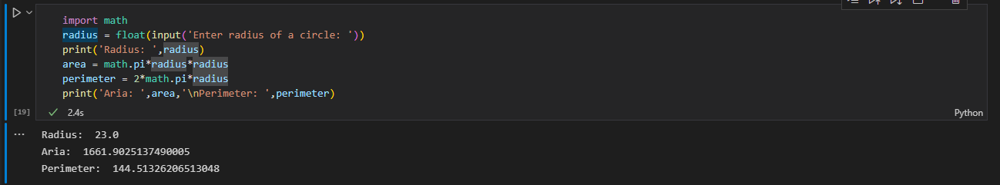 import math
radius = float(input('Enter radius of a circle: '))
print('Radius: ',radius)
area = math.pi*radius*radius
perimeter = 2*math.pi*radius
print('Aria: ',area,'\nPerimeter: ',perimeter)
[19] 2.4s Python
Radius:  23.0
Aria:  1661.9025137490005
Perimeter:  144.51326206513048